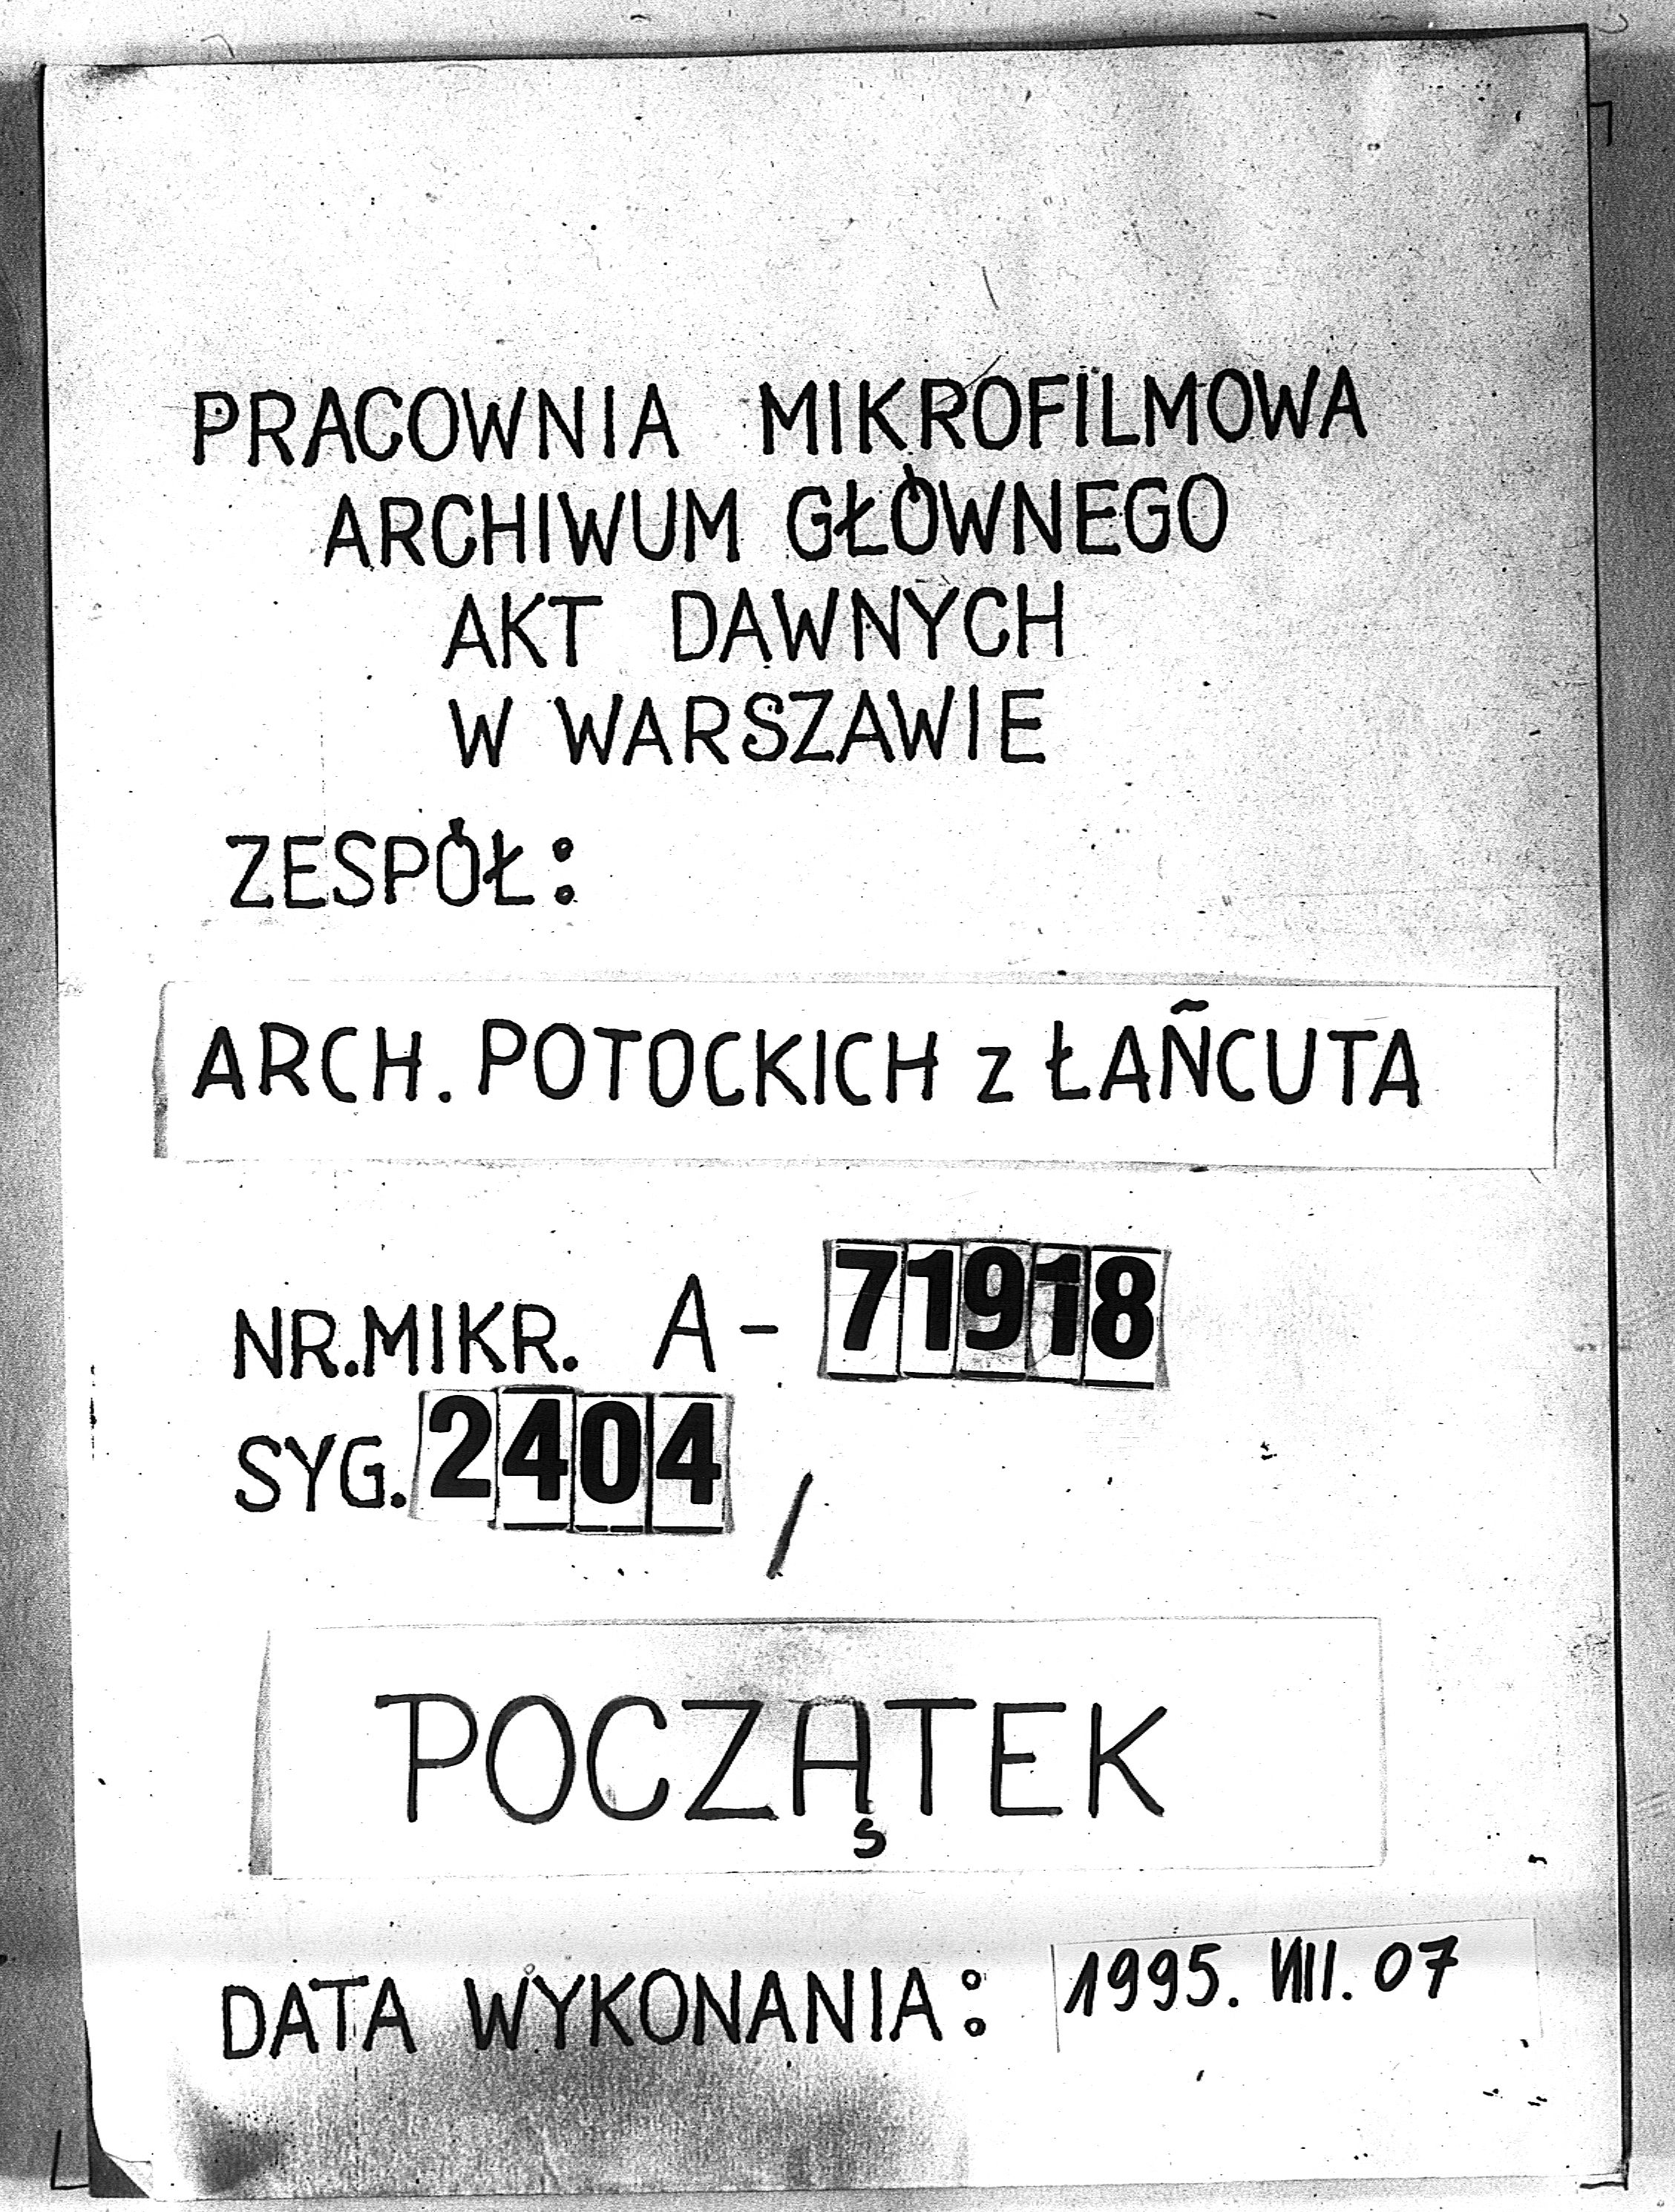 PRACOWNIA MIKROFILMOWA
ARCHIWUM GŁÓWNEGO
AKT DAWNYCH
W WARSZAWIE
ZESPÓŁ:
ARCH. POTOCKICH z ŁAÑCUTA
NR.MIKR. A- 71918
SYG. 2404 /
POCZĄTEK
DATA WYKONANIA: 1995. VIII. 07